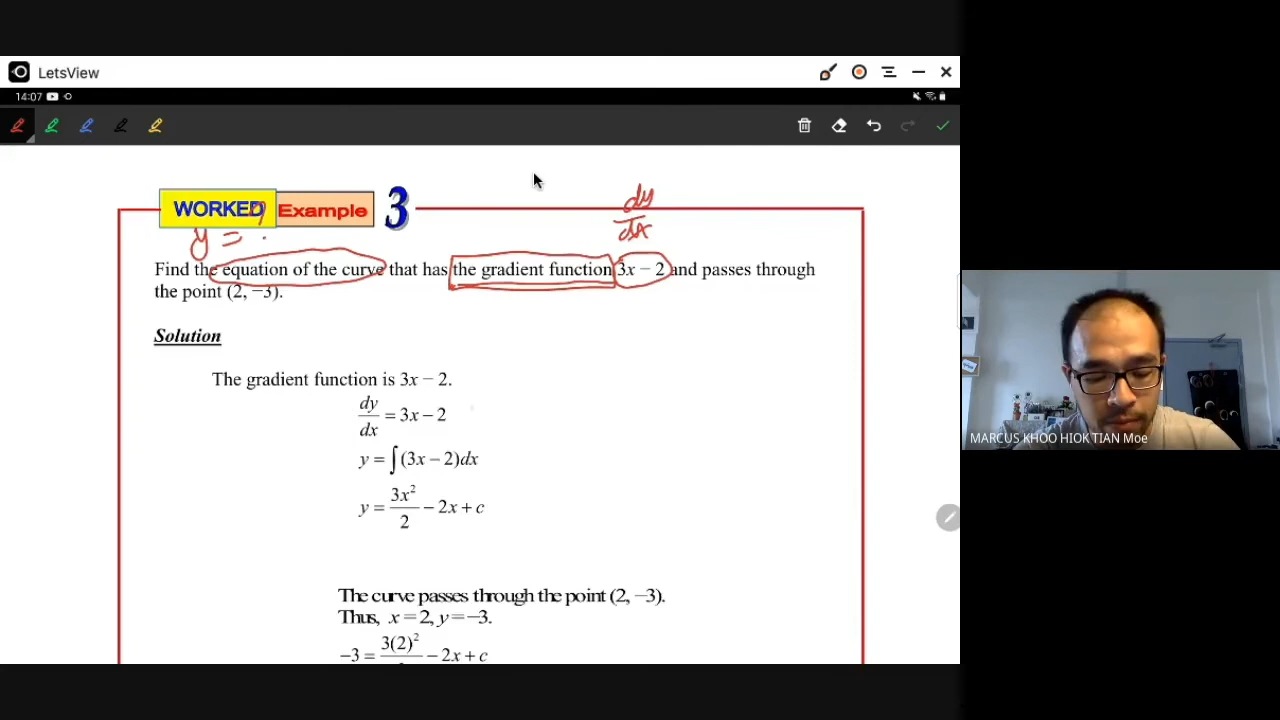 LetsView
14:07
WORKED Example 3
dy
dx
y = ?
Find the equation of the curve that has the gradient function 3x − 2 and passes through
the point (2, −3).
Solution
The gradient function is 3x − 2.
dy/dx = 3x − 2
y = ∫(3x − 2)dx
y = 3x²/2 − 2x + c
The curve passes through the point (2, −3).
Thus, x = 2, y = −3.
−3 = 3(2)² − 2x + c
MARCUS KHOO HIOK TIAN Moe